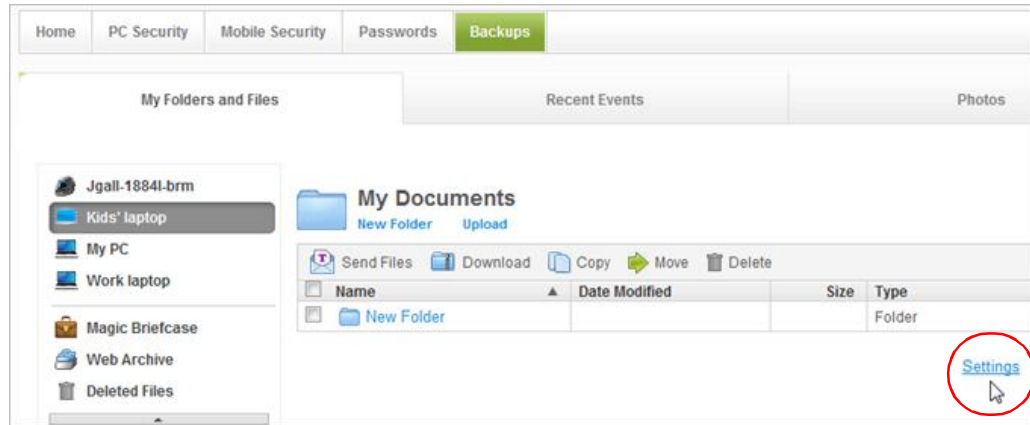 Home PC Security Mobile Security Passwords Backups
My Folders and Files Recent Events Photos
Jgall-1884l-brm
Kids' laptop
My PC
Work laptop
Magic Briefcase
Web Archive
Deleted Files
My Documents
New Folder Upload
Send Files Download Copy Move Delete
Name Date Modified Size Type
New Folder Folder
Settings